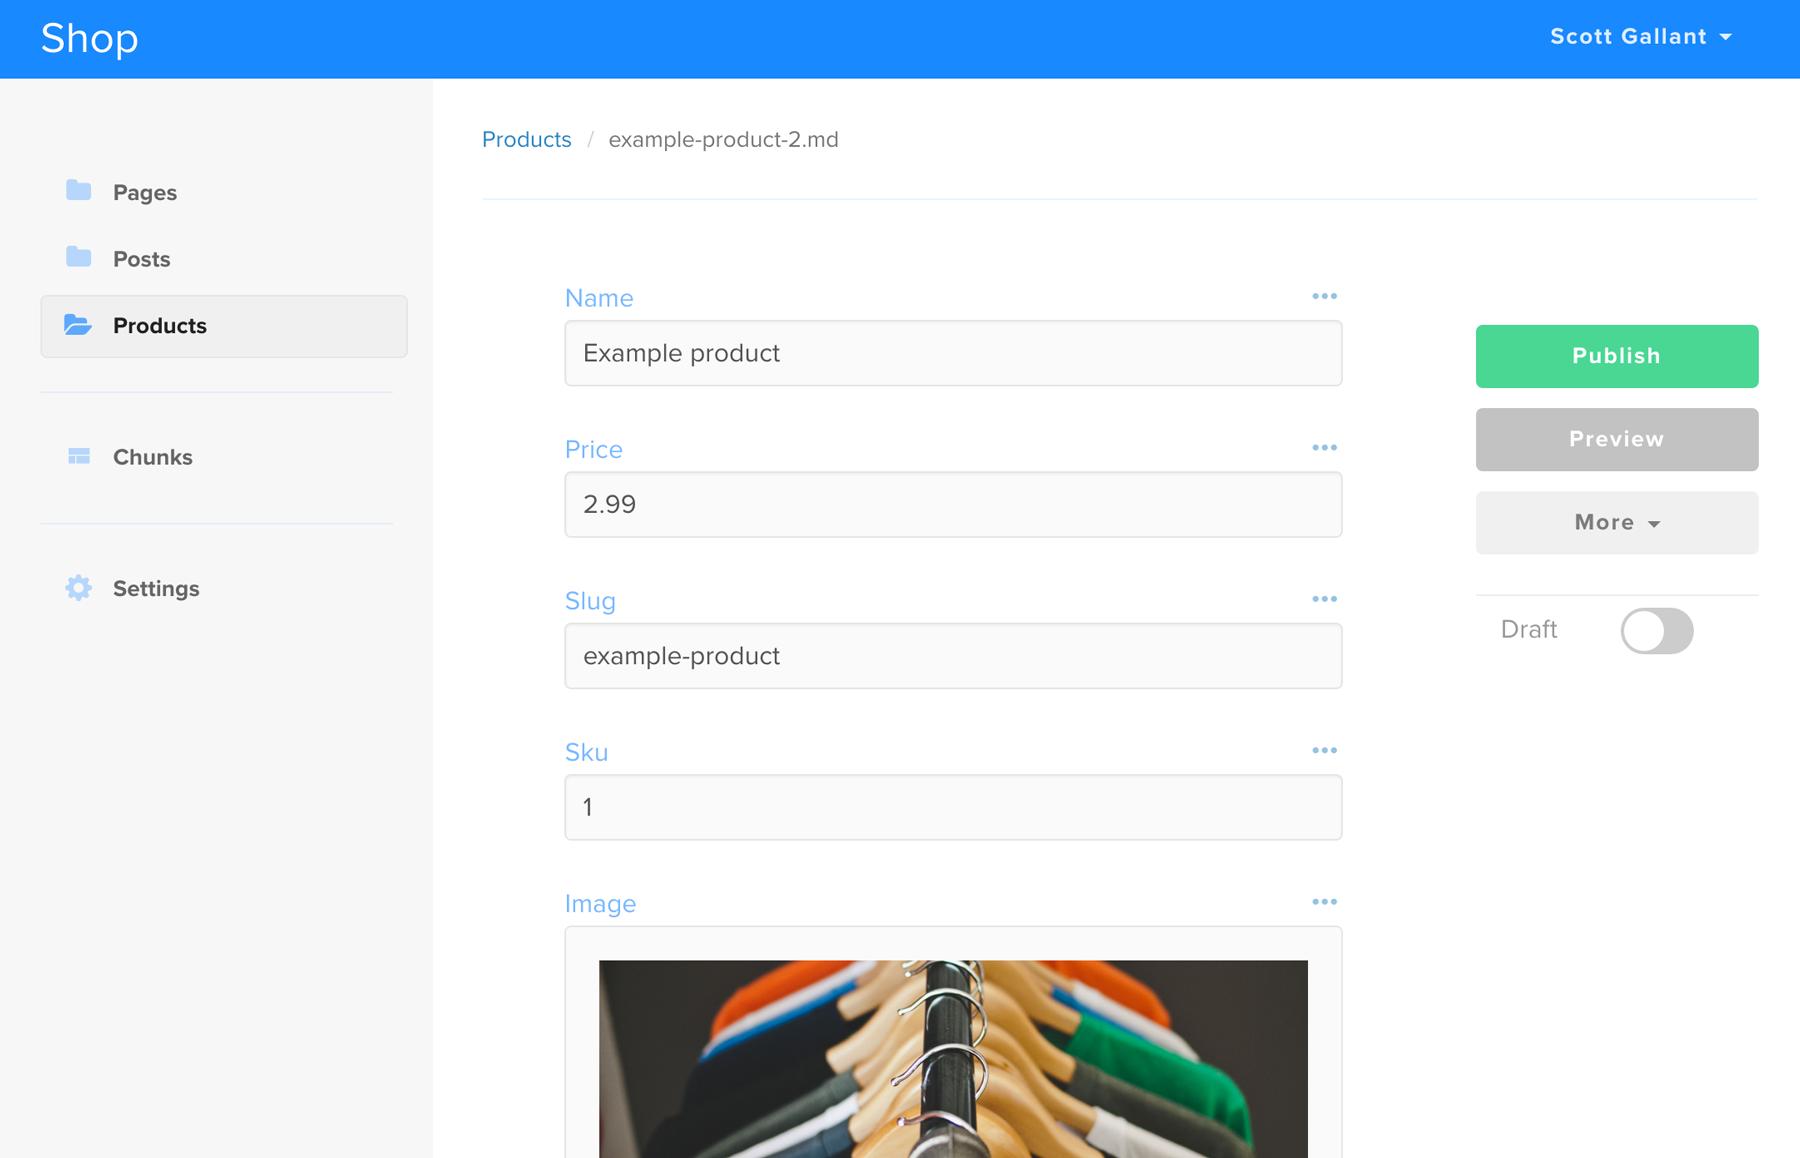 Shop
Scott Gallant
Pages
Posts
Products
Chunks
Settings
Products / example-product-2.md
Name
Example product
Price
2.99
Slug
example-product
Sku
1
Image
Publish
Preview
More
Draft